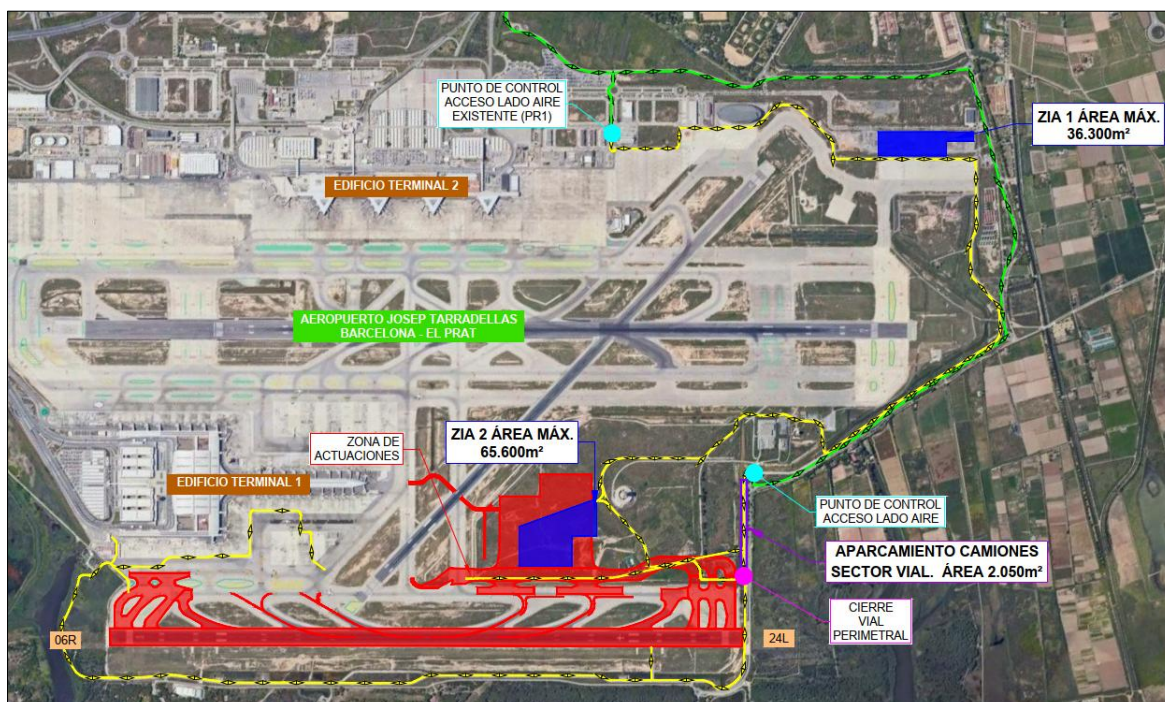 PUNTO DE CONTROL
ACCESO LADO AIRE
EXISTENTE (PR1)
ZIA 1 ÁREA MÁX.
36.300m²
EDIFICIO TERMINAL 2
AEROPUERTO JOSEP TARRADELLAS
BARCELONA - EL PRAT
ZONA DE
ACTUACIONES
ZIA 2 ÁREA MÁX.
65.600m²
EDIFICIO TERMINAL 1
PUNTO DE CONTROL
ACCESO LADO AIRE
APARCAMIENTO CAMIONES
SECTOR VIAL. ÁREA 2.050m²
CIERRE
VIAL
PERIMETRAL
06R
24L